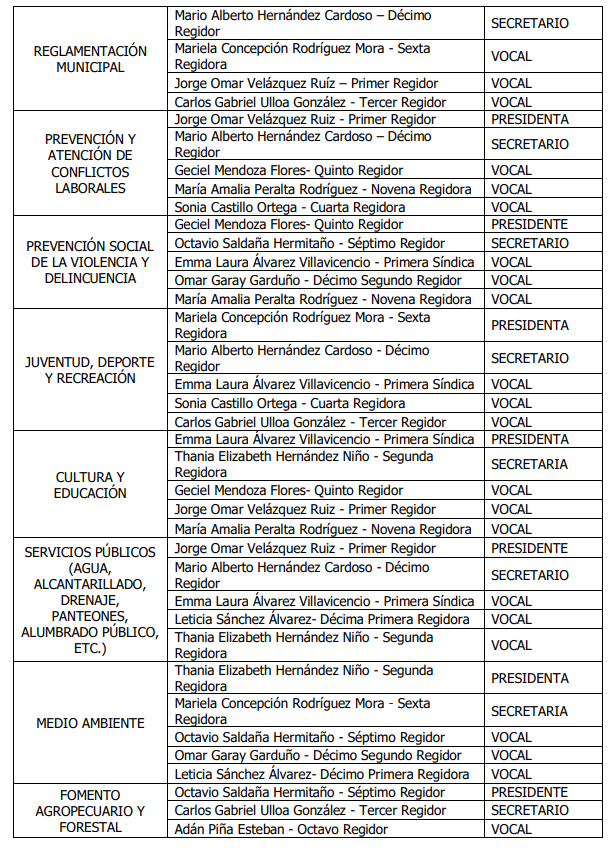 REGLAMENTACIÓN
MUNICIPAL
Mario Alberto Hernández Cardoso – Décimo
Regidor
SECRETARIO
Mariela Concepción Rodríguez Mora - Sexta
Regidora
VOCAL
Jorge Omar Velázquez Ruíz – Primer Regidor
VOCAL
Carlos Gabriel Ulloa González - Tercer Regidor
VOCAL
PREVENCIÓN Y
ATENCIÓN DE
CONFLICTOS
LABORALES
Jorge Omar Velázquez Ruiz - Primer Regidor
PRESIDENTA
Mario Alberto Hernández Cardoso – Décimo
Regidor
SECRETARIO
Geciel Mendoza Flores- Quinto Regidor
VOCAL
María Amalia Peralta Rodríguez - Novena Regidora
VOCAL
Sonia Castillo Ortega - Cuarta Regidora
VOCAL
PREVENCIÓN SOCIAL
DE LA VIOLENCIA Y
DELINCUENCIA
Geciel Mendoza Flores- Quinto Regidor
PRESIDENTE
Octavio Saldaña Hermitaño - Séptimo Regidor
SECRETARIO
Emma Laura Álvarez Villavicencio - Primera Síndica
VOCAL
Omar Garay Garduño - Décimo Segundo Regidor
VOCAL
María Amalia Peralta Rodríguez - Novena Regidora
VOCAL
JUVENTUD, DEPORTE
Y RECREACIÓN
Mariela Concepción Rodríguez Mora - Sexta
Regidora
PRESIDENTA
Mario Alberto Hernández Cardoso - Décimo
Regidor
SECRETARIO
Emma Laura Álvarez Villavicencio - Primera Síndica
VOCAL
Sonia Castillo Ortega - Cuarta Regidora
VOCAL
Carlos Gabriel Ulloa González - Tercer Regidor
VOCAL
CULTURA Y
EDUCACIÓN
Emma Laura Álvarez Villavicencio - Primera Síndica
PRESIDENTA
Thania Elizabeth Hernández Niño - Segunda
Regidora
SECRETARIA
Geciel Mendoza Flores- Quinto Regidor
VOCAL
Jorge Omar Velázquez Ruiz - Primer Regidor
VOCAL
María Amalia Peralta Rodríguez - Novena Regidora
VOCAL
SERVICIOS PÚBLICOS
(AGUA,
ALCANTARILLADO,
DRENAJE,
PANTEONES,
ALUMBRADO PÚBLICO,
ETC.)
Jorge Omar Velázquez Ruiz - Primer Regidor
PRESIDENTE
Mario Alberto Hernández Cardoso - Décimo
Regidor
SECRETARIO
Emma Laura Álvarez Villavicencio - Primera Síndica
VOCAL
Leticia Sánchez Álvarez- Décima Primera Regidora
VOCAL
Thania Elizabeth Hernández Niño - Segunda
Regidora
VOCAL
MEDIO AMBIENTE
Thania Elizabeth Hernández Niño - Segunda
Regidora
PRESIDENTA
Mariela Concepción Rodríguez Mora - Sexta
Regidora
SECRETARIA
Octavio Saldaña Hermitaño - Séptimo Regidor
VOCAL
Omar Garay Garduño - Décimo Segundo Regidor
VOCAL
Leticia Sánchez Álvarez- Décimo Primera Regidora
VOCAL
FOMENTO
AGROPECUARIO Y
FORESTAL
Octavio Saldaña Hermitaño - Séptimo Regidor
PRESIDENTE
Carlos Gabriel Ulloa González - Tercer Regidor
SECRETARIO
Adán Piña Esteban - Octavo Regidor
VOCAL